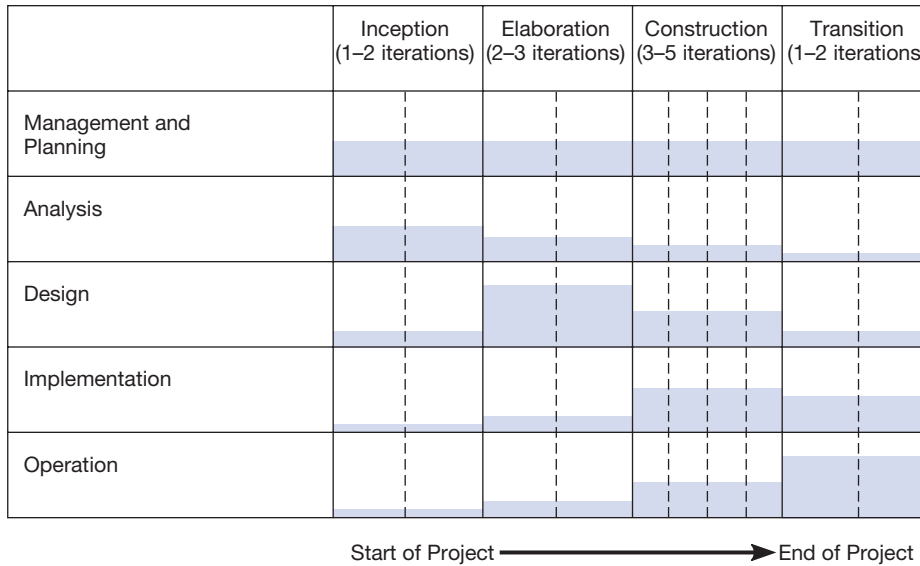 Inception
(1–2 iterations)
Elaboration
(2–3 iterations)
Construction
(3–5 iterations)
Transition
(1–2 iterations
Management and
Planning
Analysis
Design
Implementation
Operation
Start of Project
End of Project